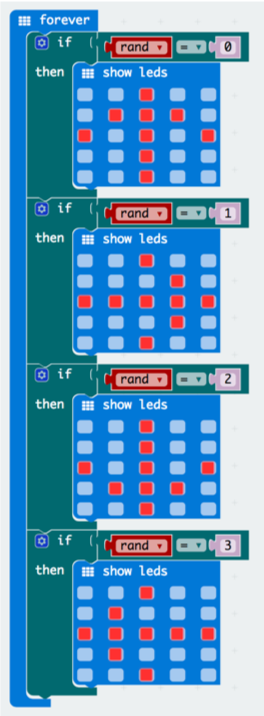 forever
if rand = 0
then show leds
if rand = 1
then show leds
if rand = 2
then show leds
if rand = 3
then show leds